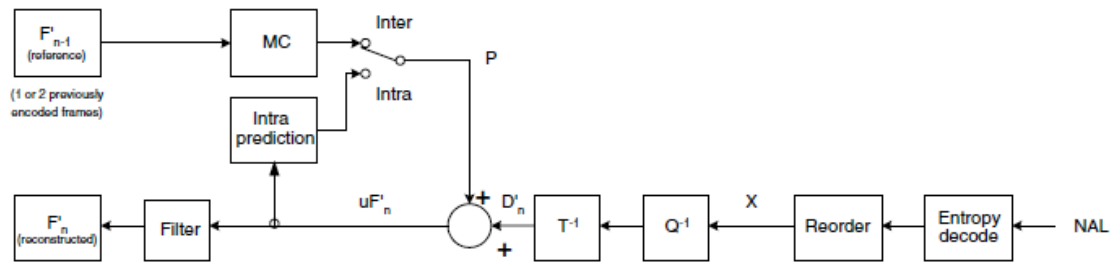 F'n-1
(reference)
(1 or 2 previously
encoded frames)
MC
Inter
Intra
P
Intra
prediction
F'n
(reconstructed)
Filter
uF'n
+
+
D'n
T-1
Q-1
X
Reorder
Entropy
decode
NAL